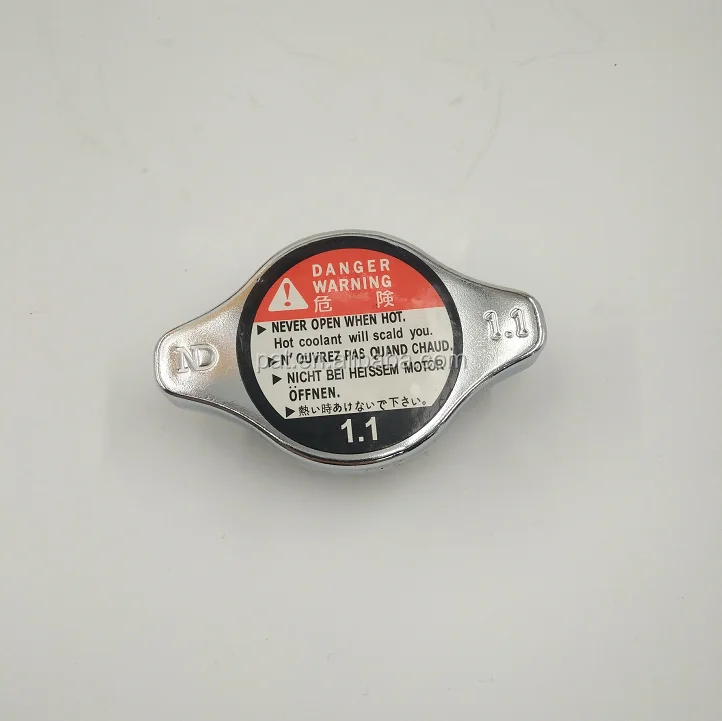 DANGER
WARNING
危 険
▶ NEVER OPEN WHEN HOT.
Hot coolant will scald you.
▶ N' OUVREZ PAS QUAND CHAUD.
▶ NICHT BEI HEISSEM MOTOR
ÖFFNEN.
▶ 熱い時あけないで下さい。
1.1
ND
1.1